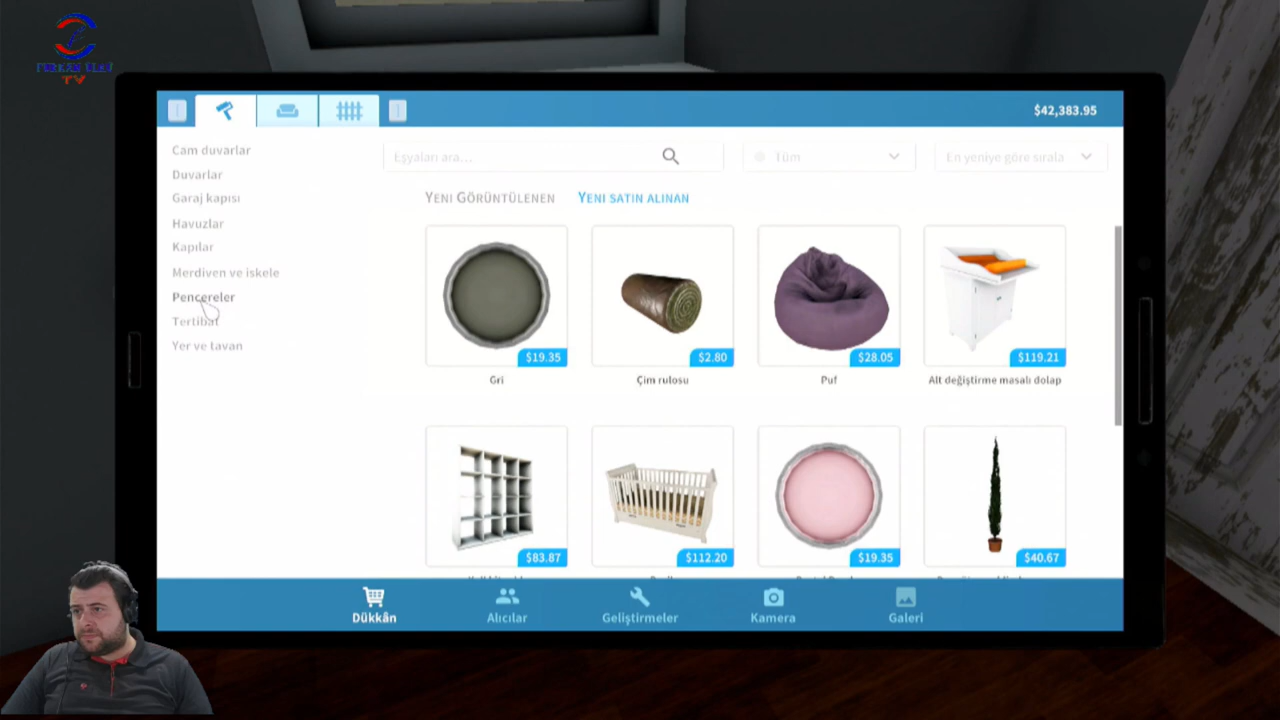 TV
$42,383.95
Cam duvarlar
Duvarlar
Garaj kapısı
Havuzlar
Kapılar
Merdiven ve iskele
Pencereler
Tertibat
Yer ve tavan
Eşyaları ara...
Tüm
En yeniye göre sırala
YENİ GÖRÜNTÜLENEN
YENİ SATIN ALINAN
$19.35
$2.80
$28.05
$119.21
Gri
Çim rulosu
Puf
Alt değiştirme masalı dolap
$83.87
$112.20
$19.35
$40.67
Dükkân
Alıcılar
Geliştirmeler
Kamera
Galeri